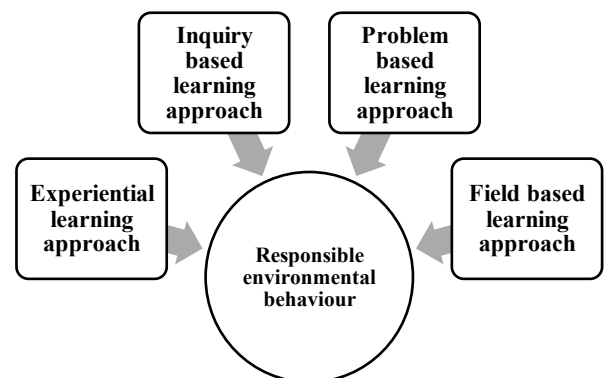 Inquiry
based
learning
approach
Problem
based
learning
approach
Experiential
learning
approach
Field based
learning
approach
Responsible
environmental
behaviour